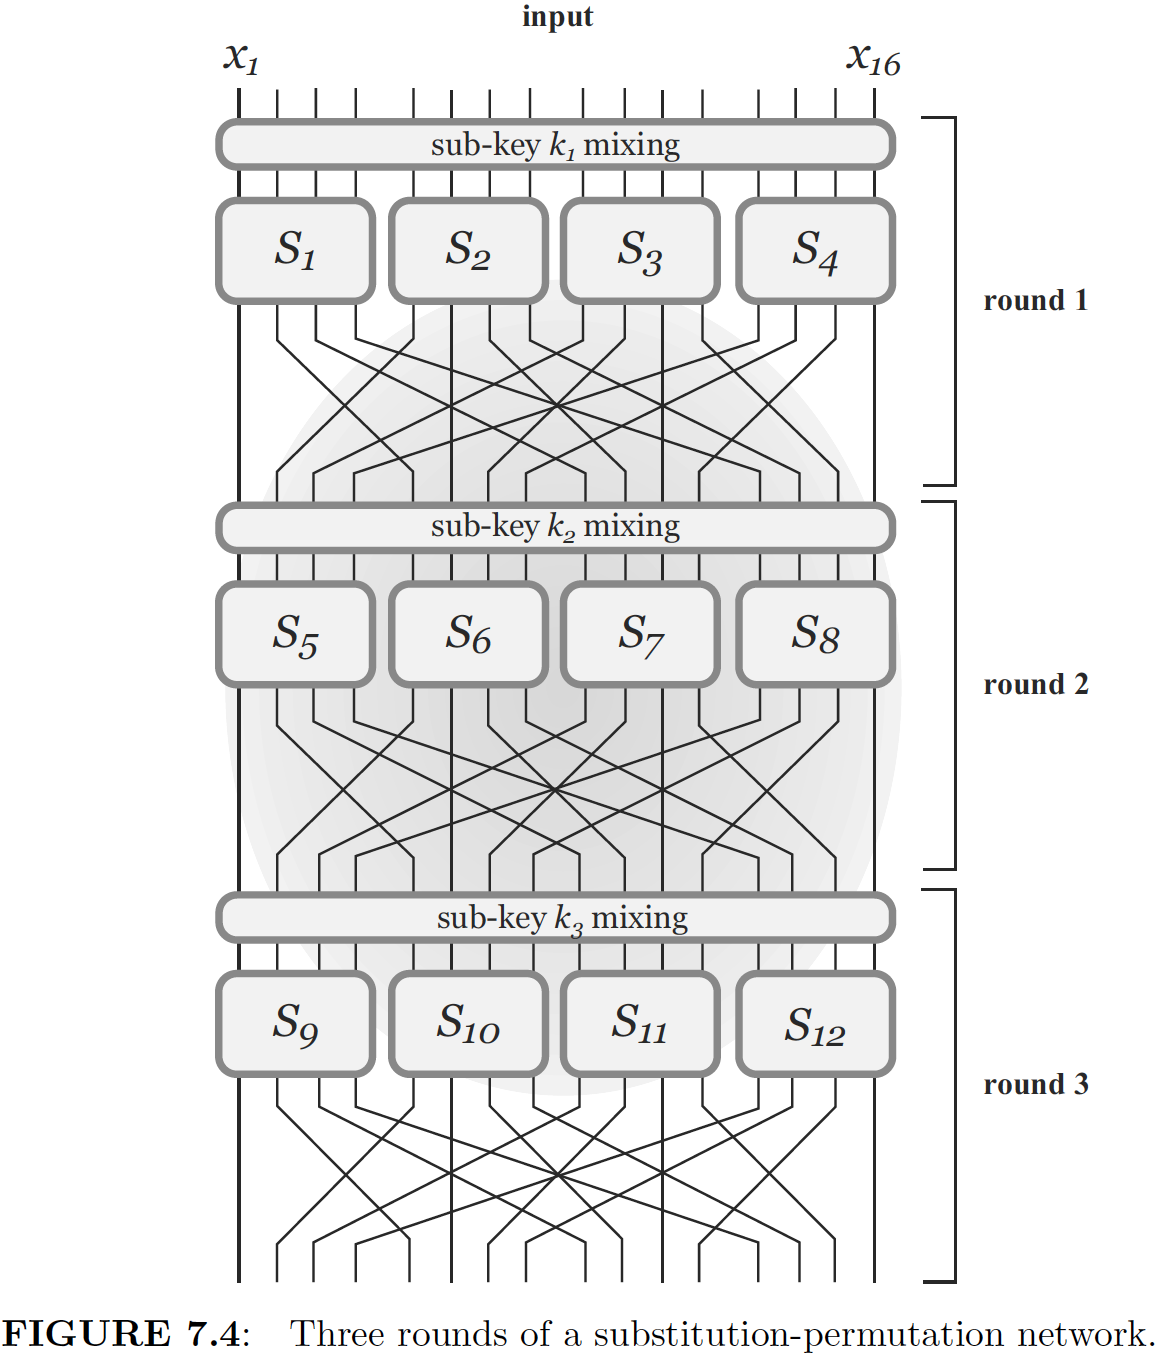 input
x₁ x₁₆
sub-key k₁ mixing
S₁ S₂ S₃ S₄
round 1
sub-key k₂ mixing
S₅ S₆ S₇ S₈
round 2
sub-key k₃ mixing
S₉ S₁₀ S₁₁ S₁₂
round 3
FIGURE 7.4: Three rounds of a substitution-permutation network.